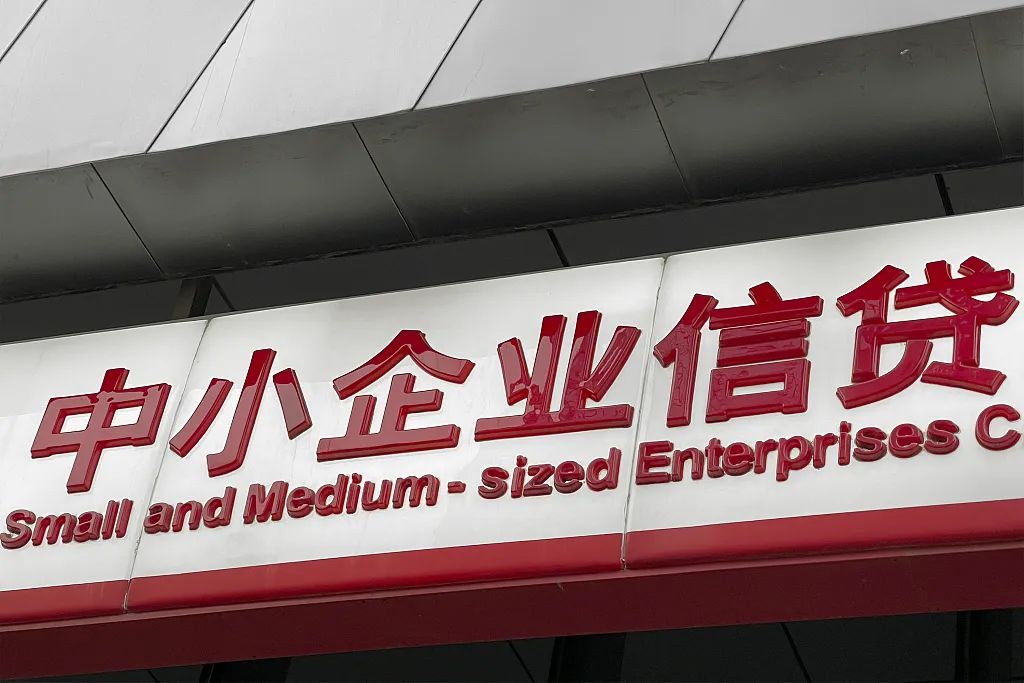 中小企业信贷
Small and Medium - sized Enterprises C